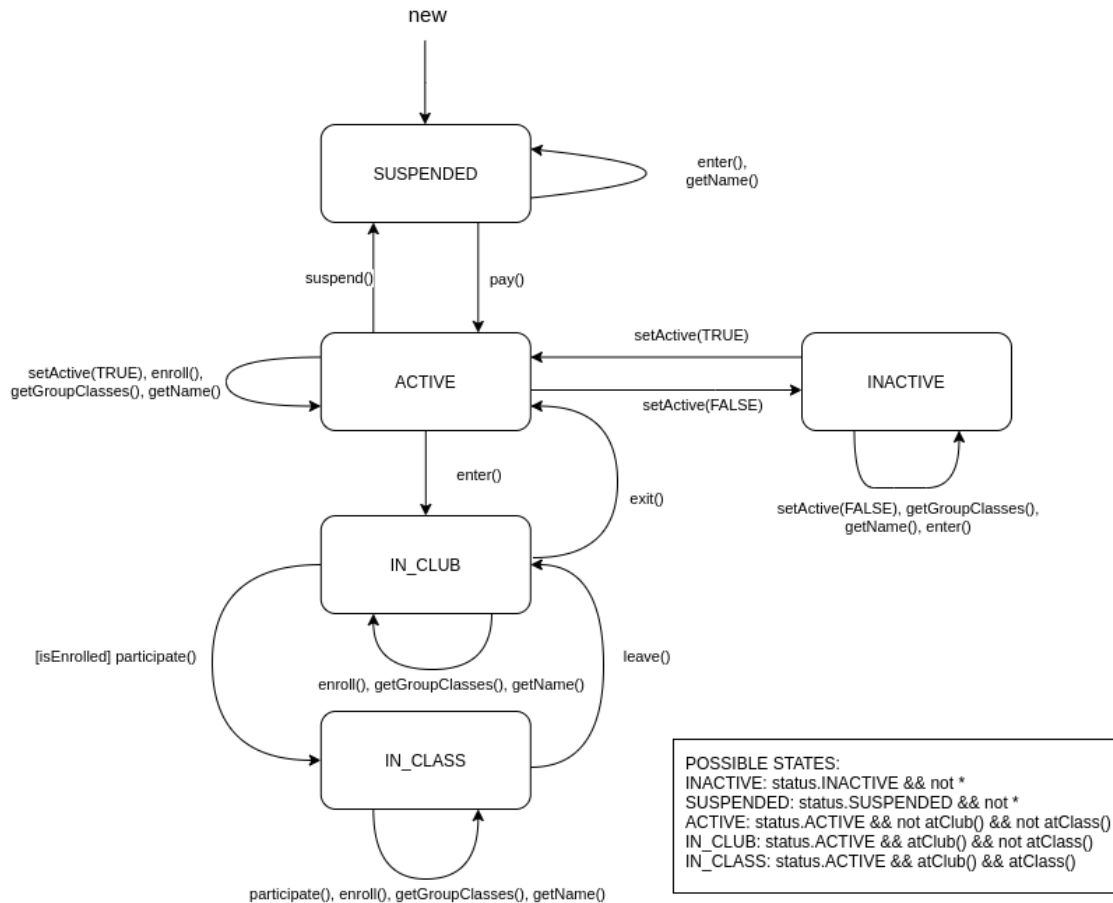 new
SUSPENDED
enter(),
getName()
suspend()
pay()
setActive(TRUE)
setActive(TRUE), enroll(),
getGroupClasses(), getName()
ACTIVE
INACTIVE
setActive(FALSE)
enter()
exit()
setActive(FALSE), getGroupClasses(),
getName(), enter()
IN_CLUB
[isEnrolled] participate()
leave()
enroll(), getGroupClasses(), getName()
IN_CLASS
participate(), enroll(), getGroupClasses(), getName()
POSSIBLE STATES:
INACTIVE: status.INACTIVE && not *
SUSPENDED: status.SUSPENDED && not *
ACTIVE: status.ACTIVE && not atClub() && not atClass()
IN_CLUB: status.ACTIVE && atClub() && not atClass()
IN_CLASS: status.ACTIVE && atClub() && atClass()